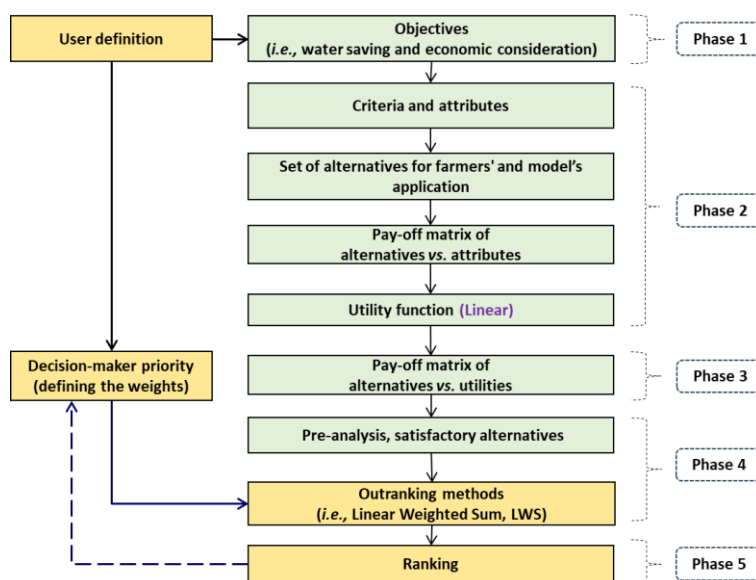 User definition
Objectives
(i.e., water saving and economic consideration)
Phase 1
Criteria and attributes
Set of alternatives for farmers' and model’s
application
Pay-off matrix of
alternatives vs. attributes
Utility function (Linear)
Phase 2
Decision-maker priority
(defining the weights)
Pay-off matrix of
alternatives vs. utilities
Phase 3
Pre-analysis, satisfactory alternatives
Outranking methods
(i.e., Linear Weighted Sum, LWS)
Phase 4
Ranking
Phase 5